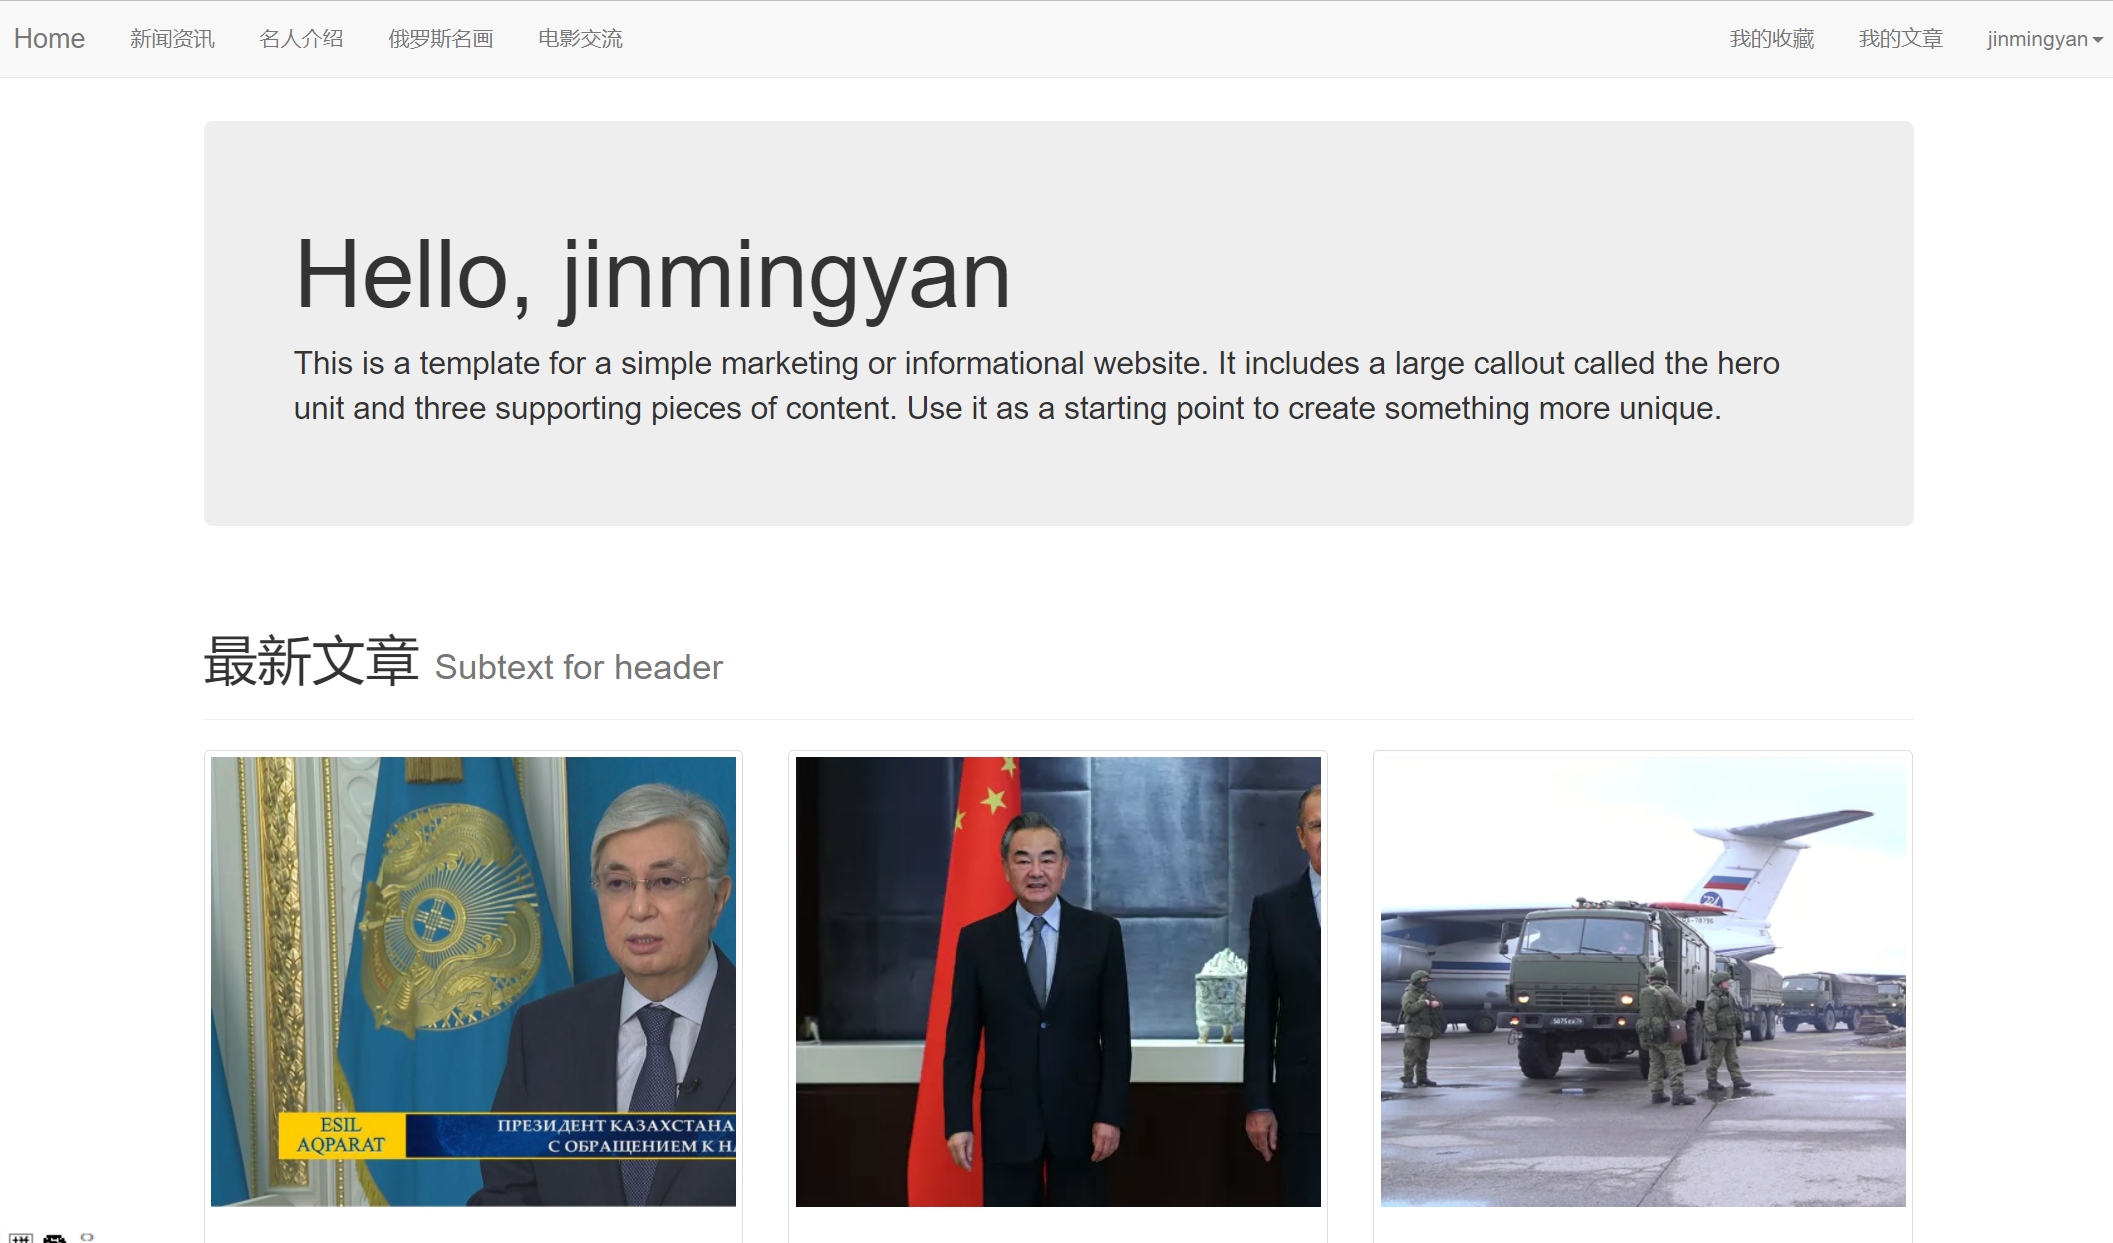 Home 新闻资讯 名人介绍 俄罗斯名画 电影交流 我的收藏 我的文章 jinmingyan
Hello, jinmingyan
This is a template for a simple marketing or informational website. It includes a large callout called the hero
unit and three supporting pieces of content. Use it as a starting point to create something more unique.
最新文章 Subtext for header
ESIL
AQPARAT
ПРЕЗИДЕНТ КАЗАХСТАНА
С ОБРАЩЕНИЕМ К